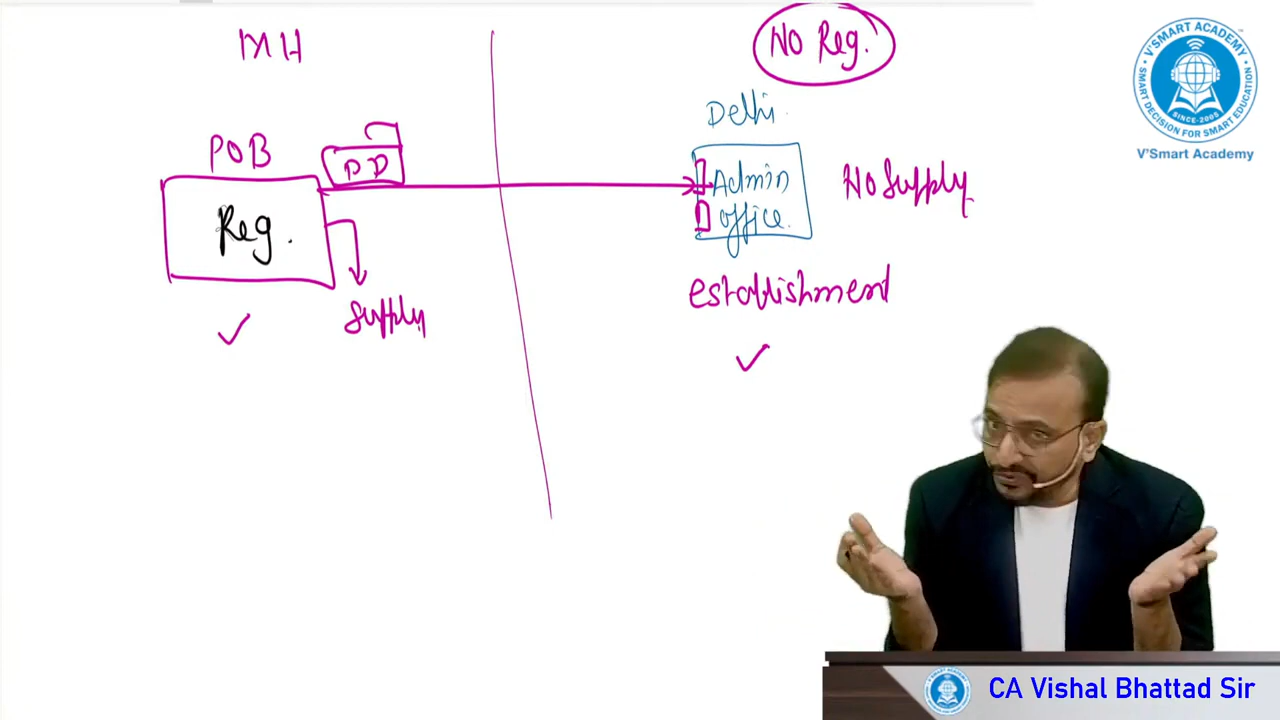 MH
NO Reg.
Delhi
POB
PD
Reg.
Supply
Admin
office
No Supply
establishment
V'SMART ACADEMY
SMART DECISION FOR SMART EDUCATION
SINCE-2005
V'Smart Academy
CA Vishal Bhattad Sir